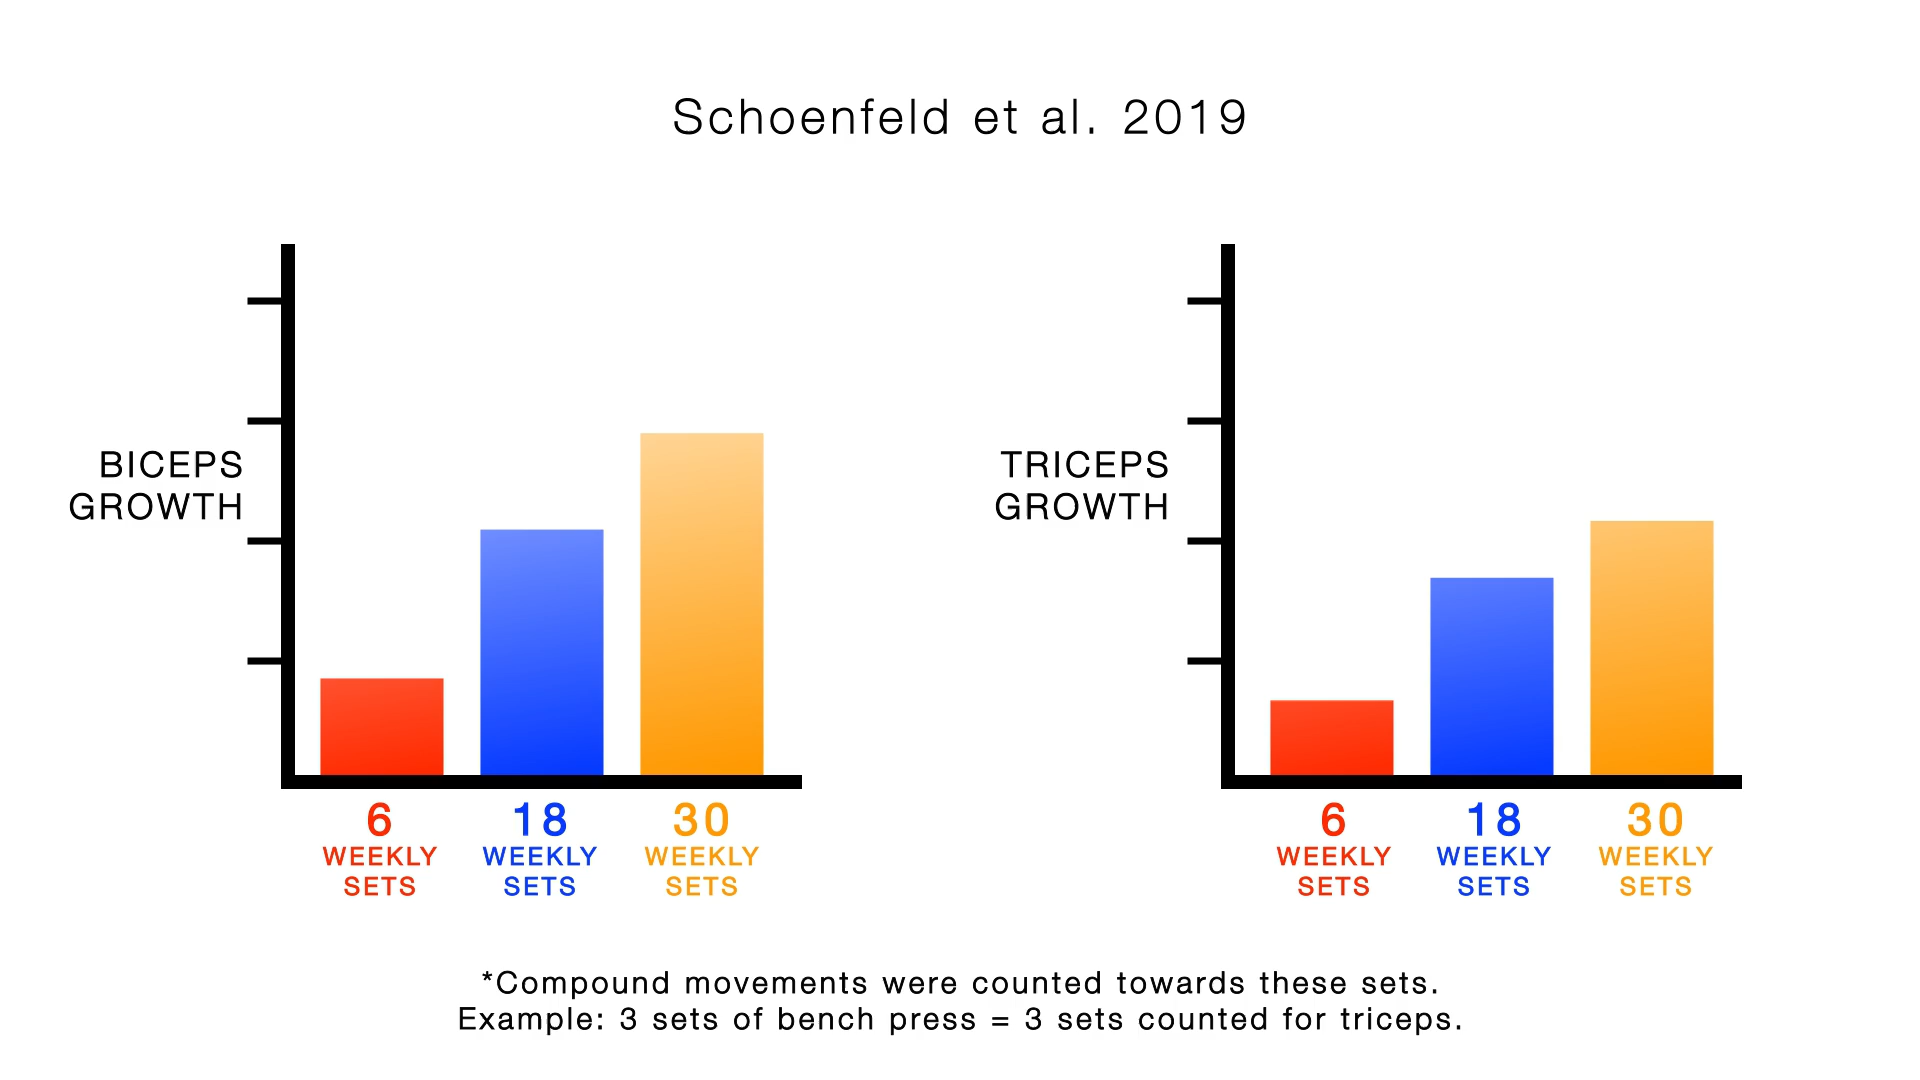 Schoenfeld et al. 2019
BICEPS
GROWTH
6
WEEKLY
SETS
18
WEEKLY
SETS
30
WEEKLY
SETS
TRICEPS
GROWTH
6
WEEKLY
SETS
18
WEEKLY
SETS
30
WEEKLY
SETS
*Compound movements were counted towards these sets.
Example: 3 sets of bench press = 3 sets counted for triceps.